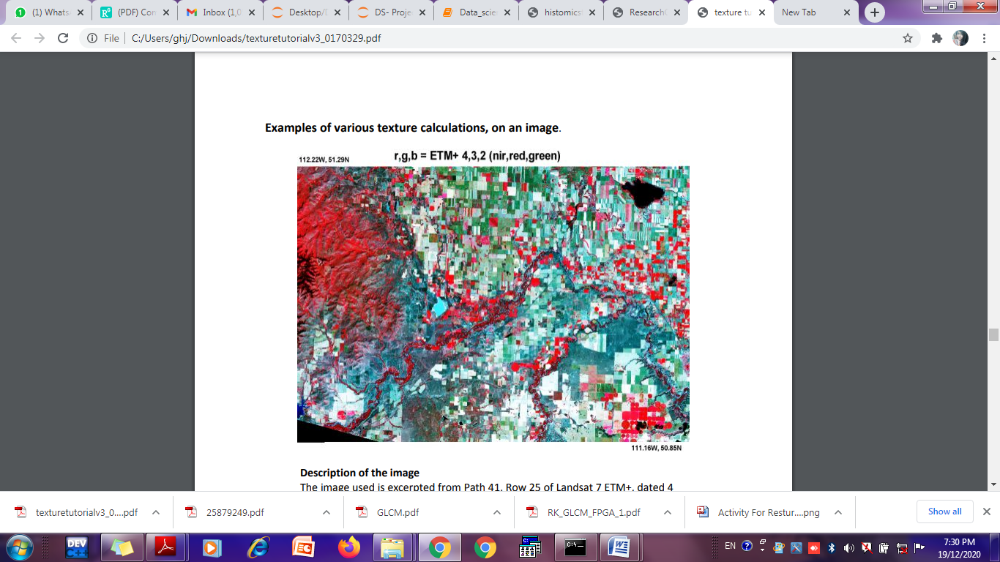 (1) Whats
(PDF) Con
Inbox (1,0
Desktop/D
DS- Proje
Data_scie
histomics
Research
texture tu
New Tab
File
C:/Users/ghj/Downloads/texturetutorialv3_0170329.pdf
Examples of various texture calculations, on an image.
r,g,b = ETM+ 4,3,2 (nir,red,green)
112.22W, 51.29N
111.16W, 50.85N
Description of the image
The image used is excerpted from Path 41, Row 25 of Landsat 7 ETM+, dated 4
texturetutorialv3_0....pdf
25879249.pdf
GLCM.pdf
RK_GLCM_FPGA_1.pdf
Activity For Restur....png
Show all
DEV
C++
EN
7:30 PM
19/12/2020